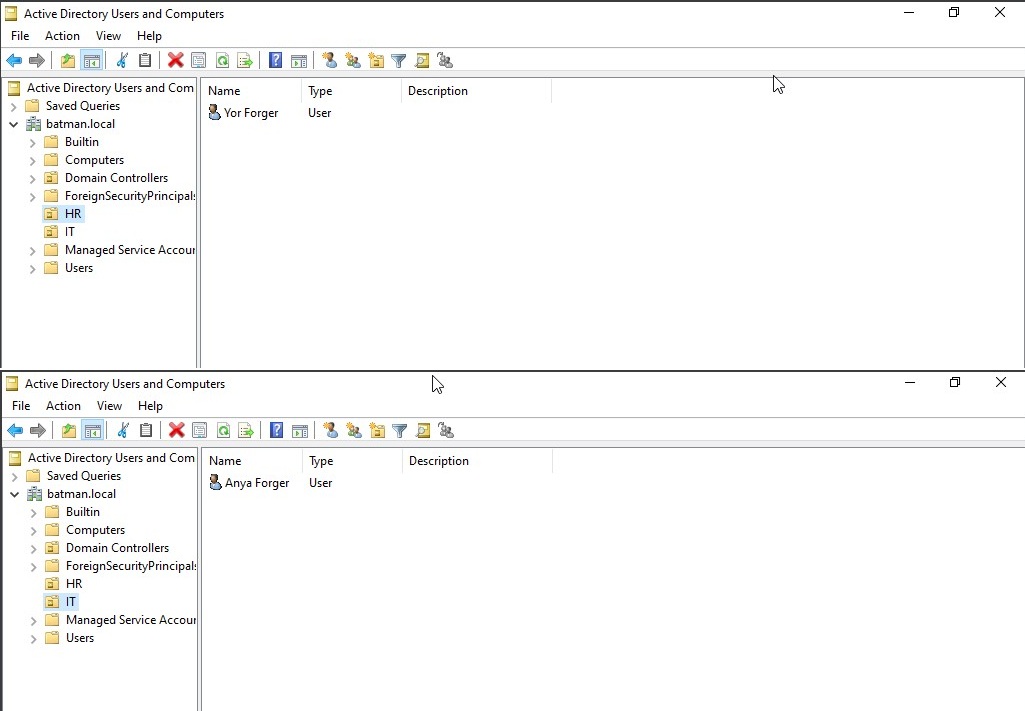 Active Directory Users and Computers
File Action View Help
Active Directory Users and Com
Name Type Description
Saved Queries
Yor Forger User
batman.local
Builtin
Computers
Domain Controllers
ForeignSecurityPrincipals
HR
IT
Managed Service Accour
Users
Active Directory Users and Computers
File Action View Help
Active Directory Users and Com
Name Type Description
Saved Queries
Anya Forger User
batman.local
Builtin
Computers
Domain Controllers
ForeignSecurityPrincipals
HR
IT
Managed Service Accour
Users